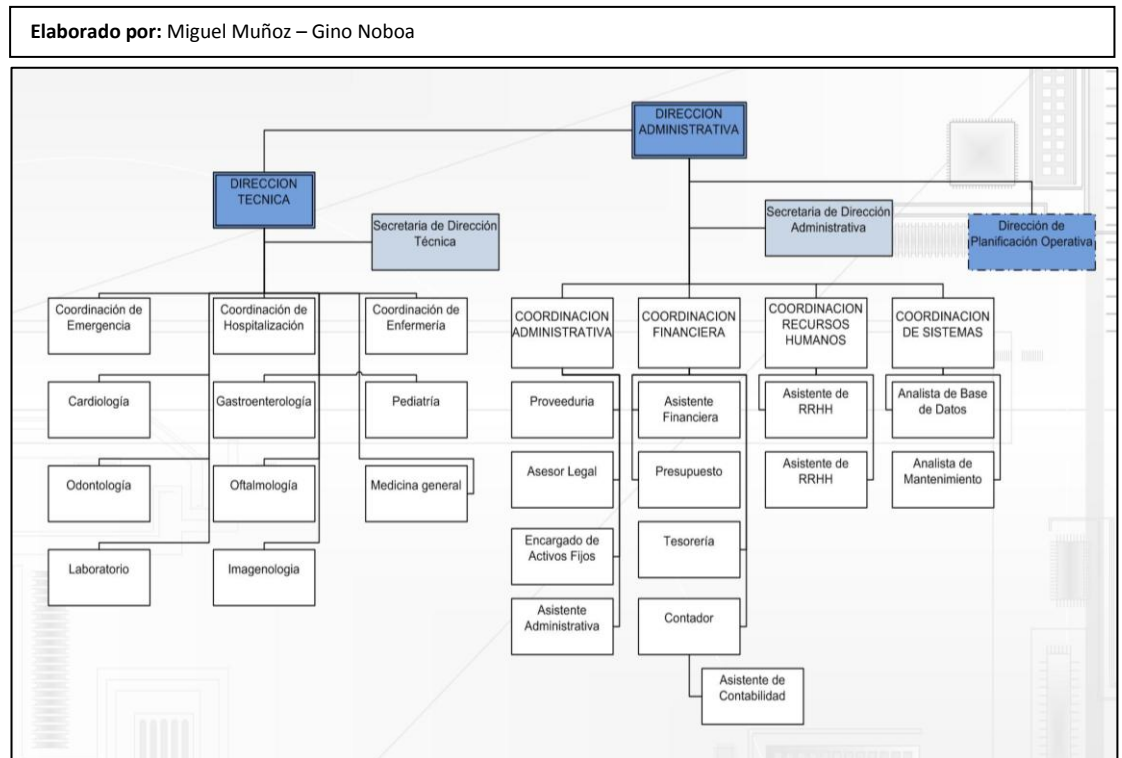 Elaborado por: Miguel Muñoz – Gino Noboa
DIRECCION
ADMINISTRATIVA
DIRECCION
TECNICA
Secretaria de Dirección
Técnica
Secretaria de Dirección
Administrativa
Dirección de
Planificación Operativa
Coordinación de
Emergencia
Coordinación de
Hospitalización
Coordinación de
Enfermería
COORDINACION
ADMINISTRATIVA
COORDINACION
FINANCIERA
COORDINACION
RECURSOS
HUMANOS
COORDINACION
DE SISTEMAS
Cardiología
Gastroenterología
Pediatría
Proveeduria
Asistente
Financiera
Asistente de
RRHH
Analista de Base
de Datos
Odontología
Oftalmología
Medicina general
Asesor Legal
Presupuesto
Asistente de
RRHH
Analista de
Mantenimiento
Laboratorio
Imagenologia
Encargado de
Activos Fijos
Tesorería
Asistente
Administrativa
Contador
Asistente de
Contabilidad